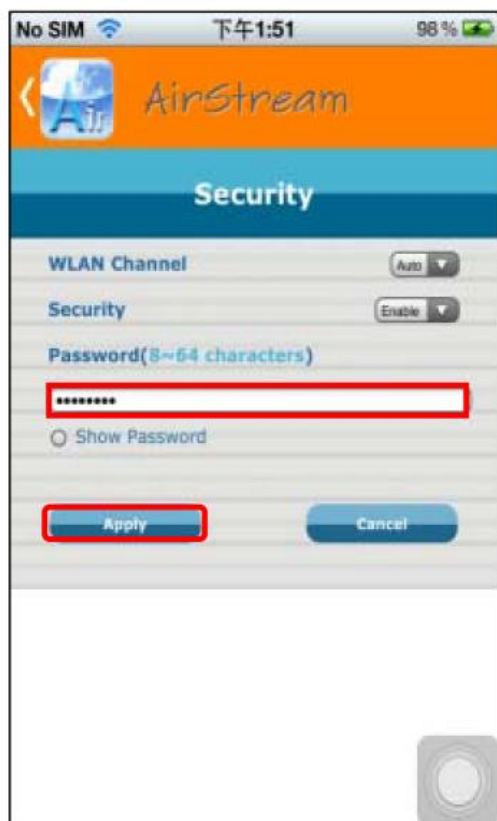 No SIM 下午1:51 98 %
Air AirStream
Security
WLAN Channel Auto
Security Enable
Password(8~64 characters)
••••••••
Show Password
Apply Cancel